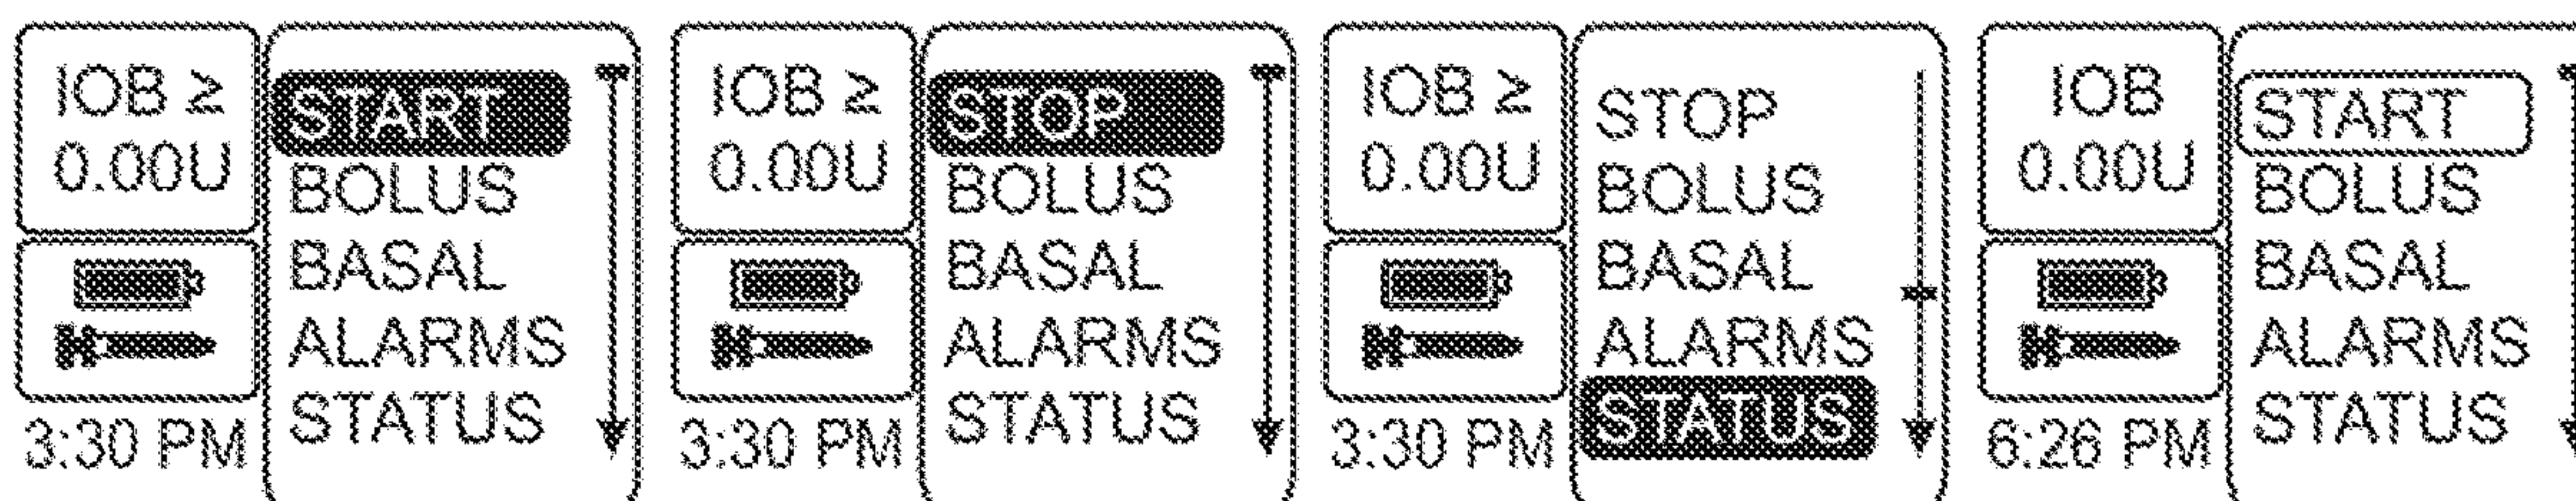 IOB ≥
0.00U
3:30 PM
START
BOLUS
BASAL
ALARMS
STATUS
IOB ≥
0.00U
3:30 PM
STOP
BOLUS
BASAL
ALARMS
STATUS
IOB ≥
0.00U
3:30 PM
STOP
BOLUS
BASAL
ALARMS
STATUS
IOB
0.00U
6:26 PM
START
BOLUS
BASAL
ALARMS
STATUS